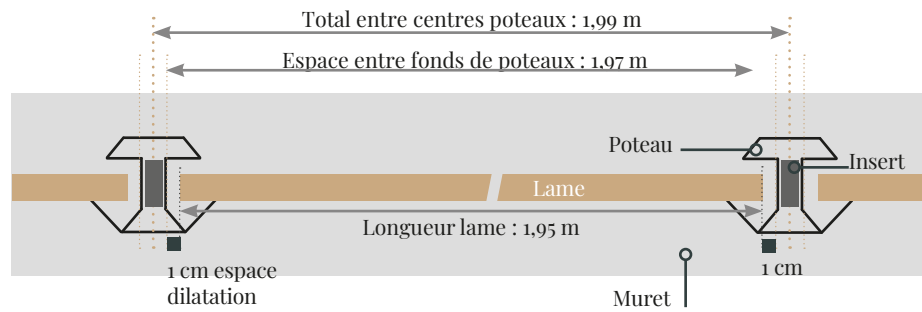 Total entre centres poteaux : 1,99 m
Espace entre fonds de poteaux : 1,97 m
Poteau
Insert
Lame
Longueur lame : 1,95 m
1 cm espace
dilatation
1 cm
Muret